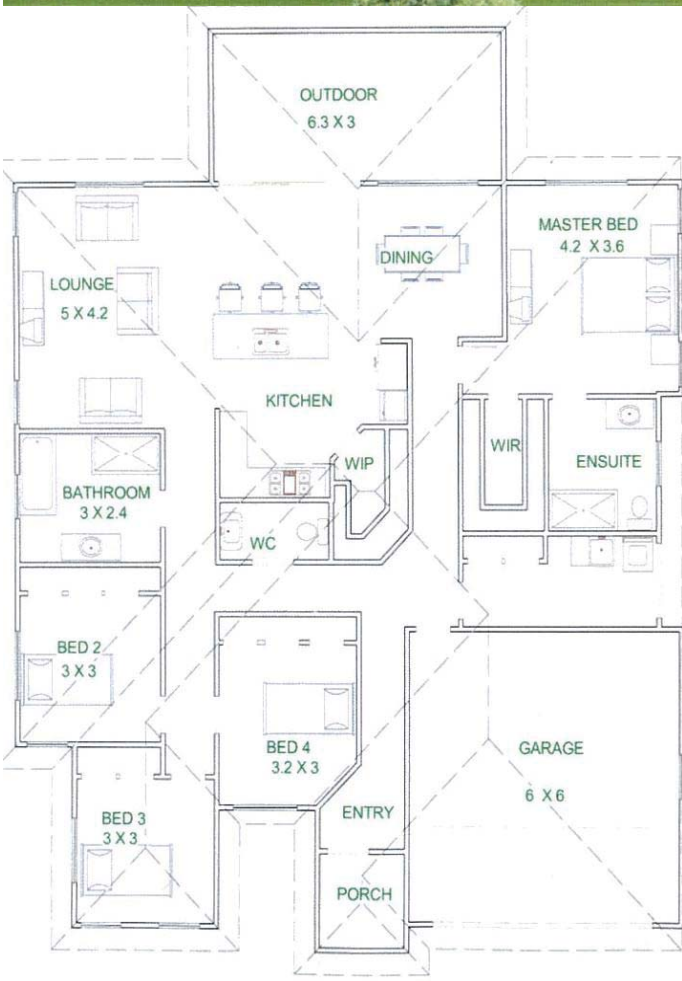 OUTDOOR
6.3 X 3
MASTER BED
4.2 X 3.6
DINING
LOUNGE
5 X 4.2
KITCHEN
WIR
WIP
ENSUITE
BATHROOM
3 X 2.4
WC
BED 2
3 X 3
BED 4
3.2 X 3
GARAGE
6 X 6
BED 3
3 X 3
ENTRY
PORCH